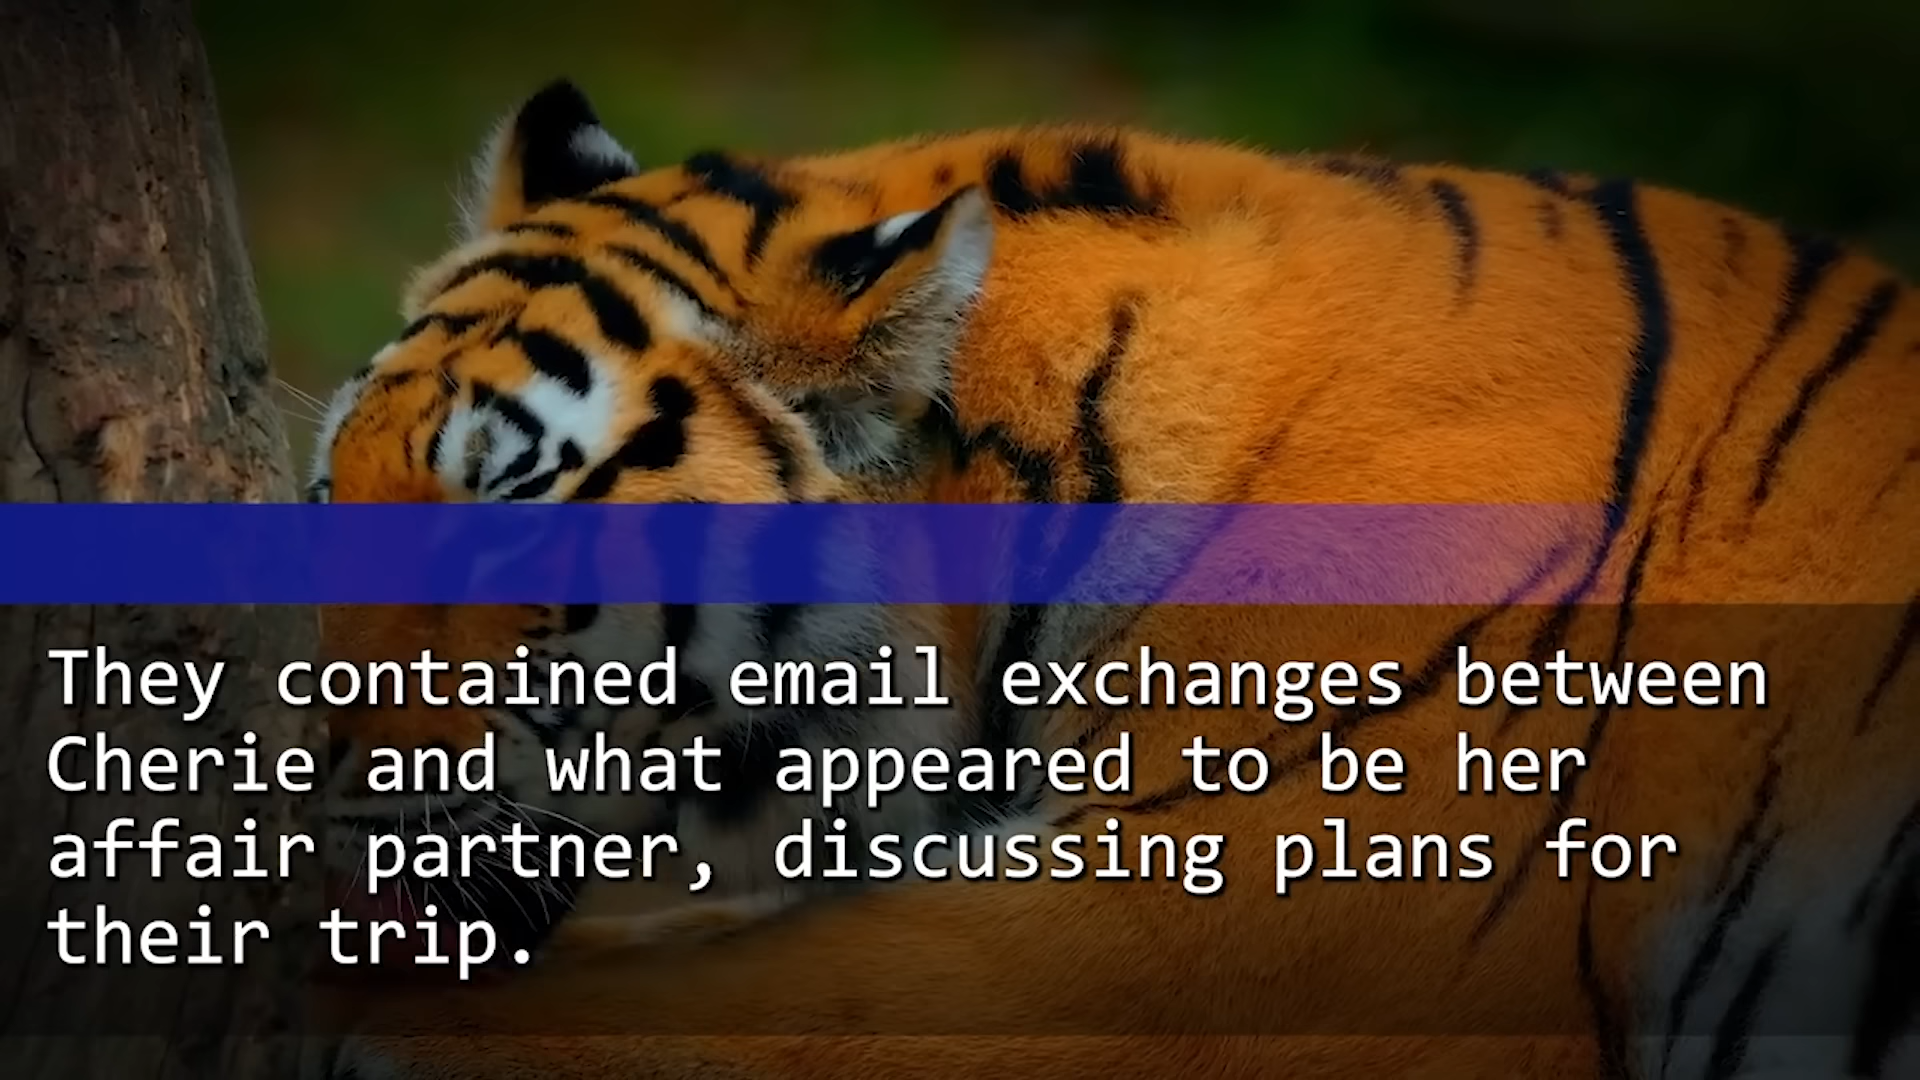 They contained email exchanges between
Cherie and what appeared to be her
affair partner, discussing plans for
their trip.